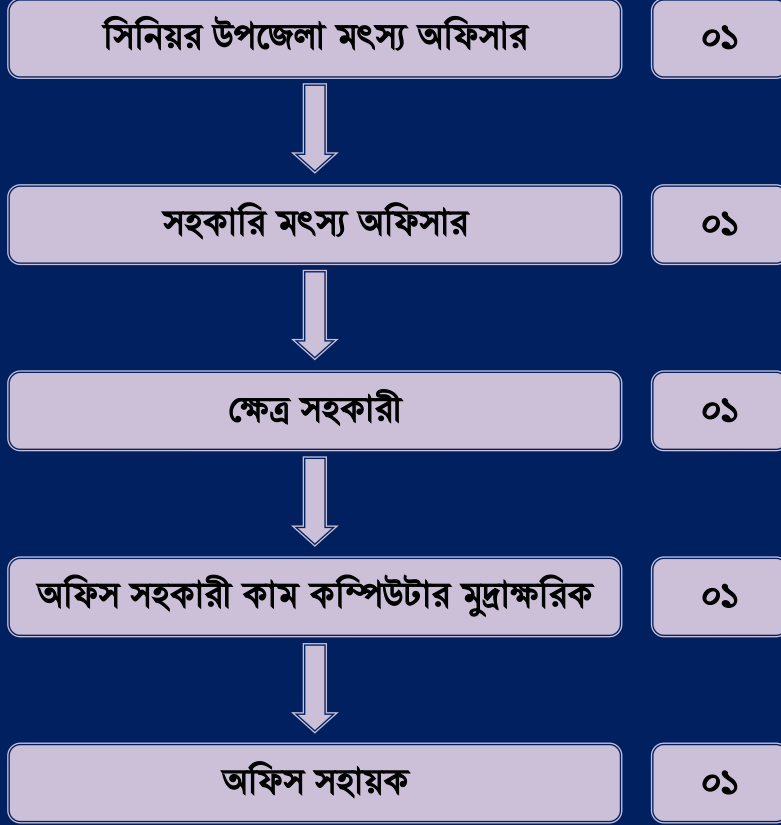 সিনিয়র উপজেলা মৎস্য অফিসার ০১
সহকারি মৎস্য অফিসার ০১
ক্ষেত্র সহকারী ০১
অফিস সহকারী কাম কম্পিউটার মুদ্রাক্ষরিক ০১
অফিস সহায়ক ০১